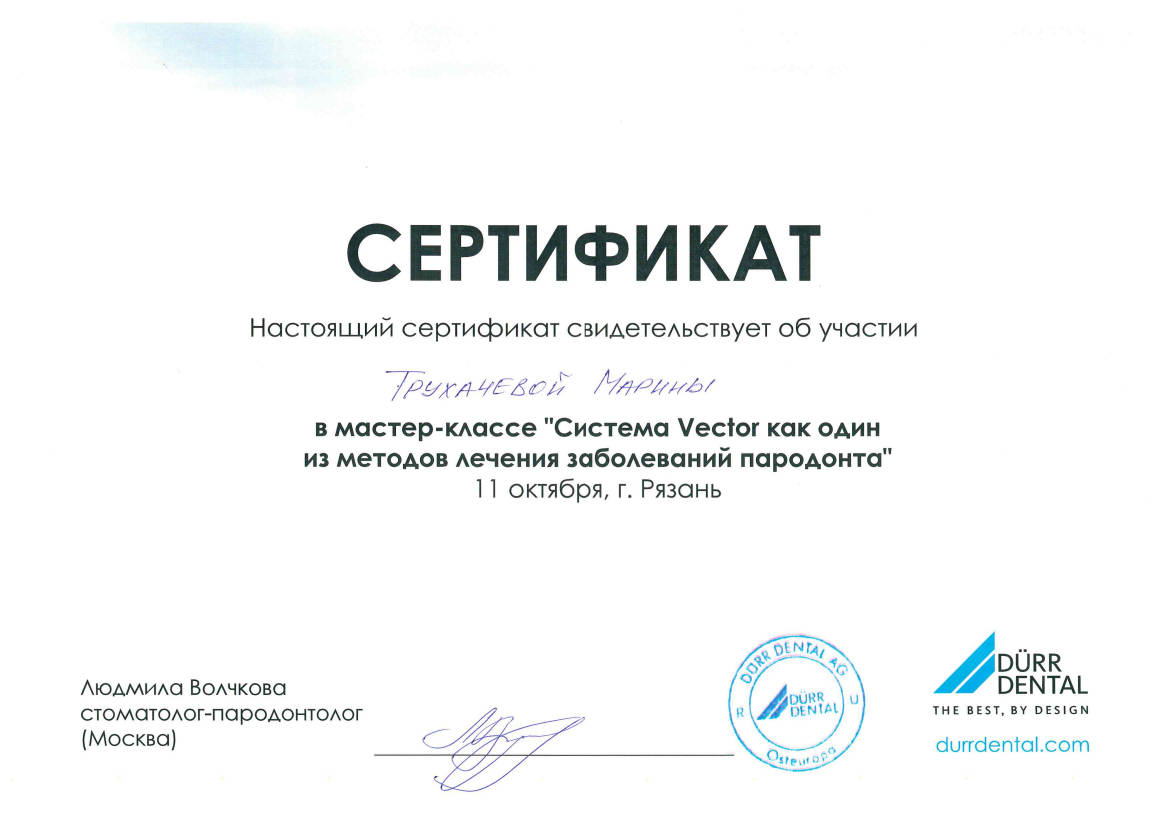 СЕРТИФИКАТ
Настоящий сертификат свидетельствует об участии
Трухачевой Марины
в мастер-классе "Система Vector как один
из методов лечения заболеваний пародонта"
11 октября, г. Рязань
Людмила Волчкова
стоматолог-пародонтолог
(Москва)
DÜRR DENTAL AG
R
U
DÜRR
DENTAL
Osteuropa
DÜRR
DENTAL
THE BEST, BY DESIGN
durrdental.com